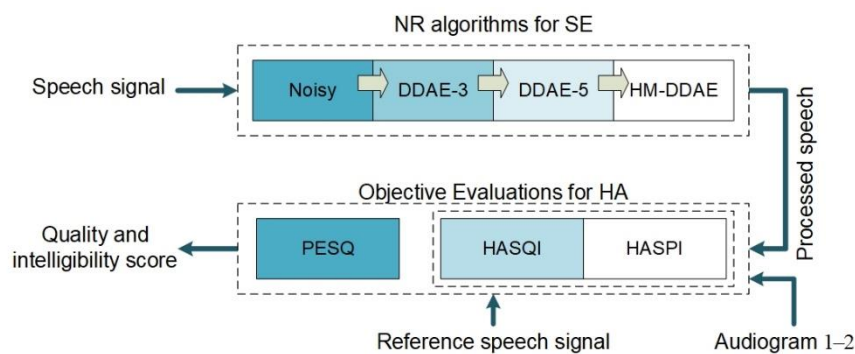 NR algorithms for SE
Speech signal
Noisy
DDAE-3
DDAE-5
HM-DDAE
Processed speech
Objective Evaluations for HA
Quality and
intelligibility score
PESQ
HASQI
HASPI
Reference speech signal
Audiogram 1–2